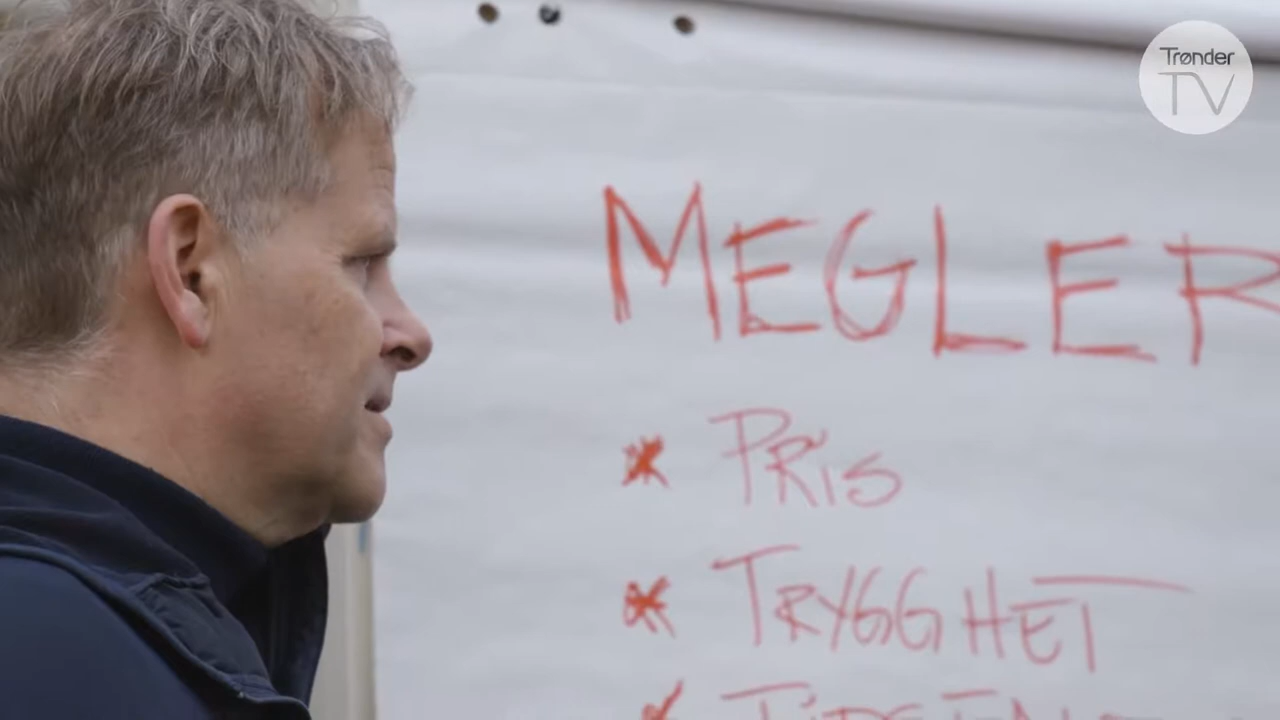 Trønder
TV
MEGLER
* PRIS
* TRYGGHET